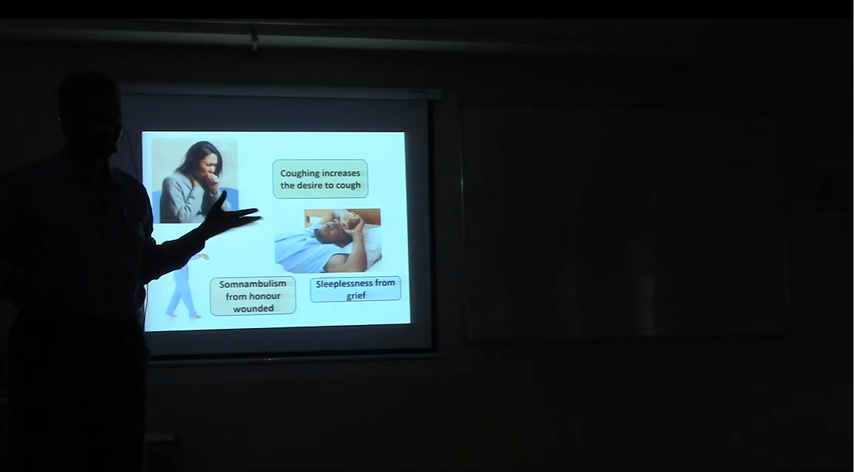 Coughing increases
the desire to cough
Somnambulism
from honour
wounded
Sleeplessness from
grief